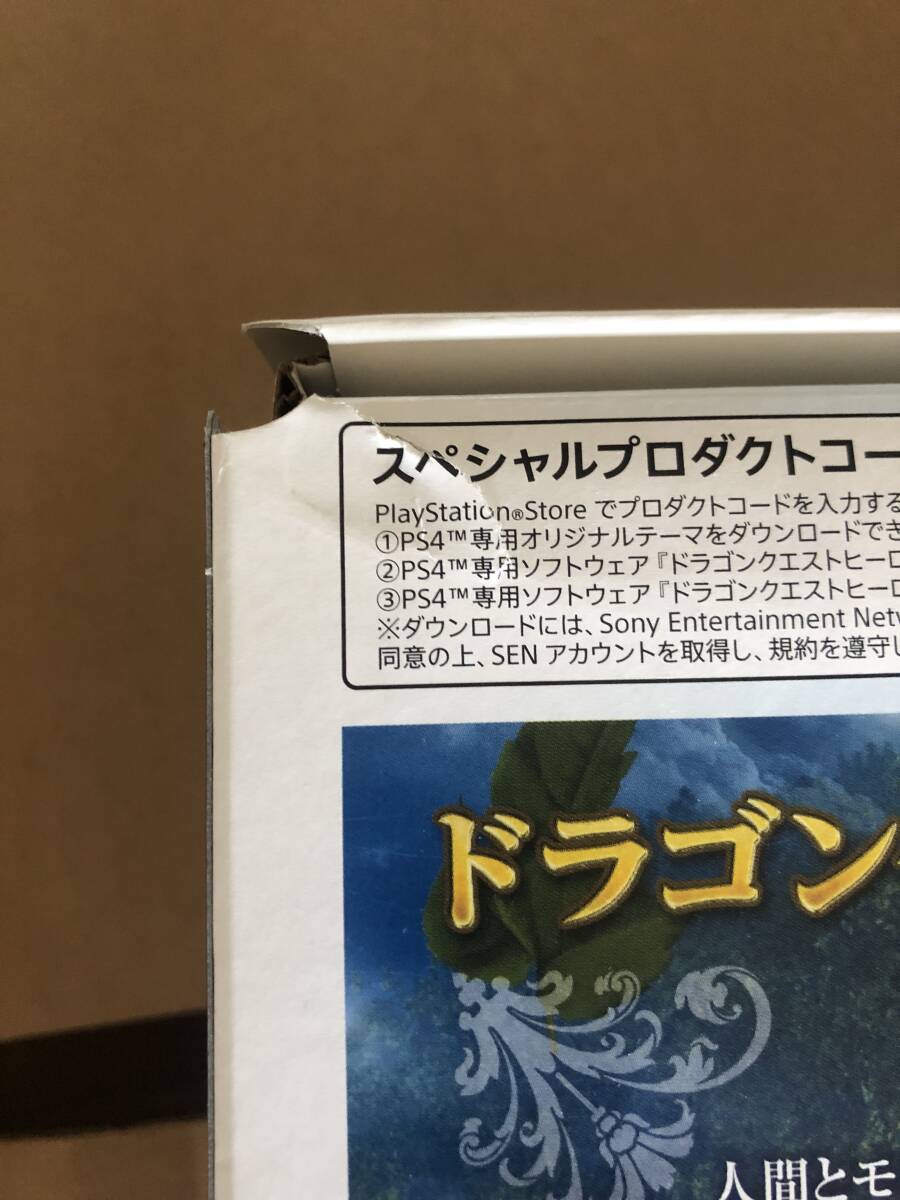 スペシャルプロダクトコー
PlayStation®Store でプロダクトコードを入力する
①PS4™専用オリジナルテーマをダウンロードでき
②PS4™専用ソフトウェア『ドラゴンクエストヒーロ
③PS4™専用ソフトウェア『ドラゴンクエストヒーロ
※ダウンロードには、Sony Entertainment Netw
同意の上、SEN アカウントを取得し、規約を遵守し
ドラゴン
人間とモ